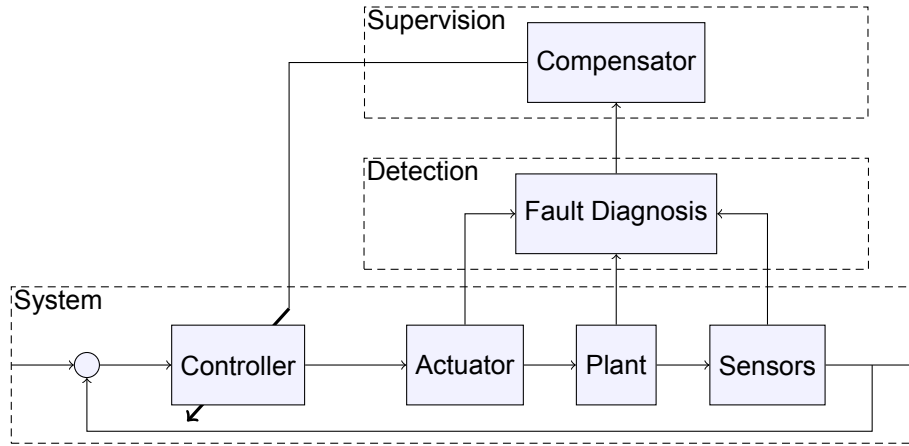 Supervision
Compensator
Detection
Fault Diagnosis
System
Controller
Actuator
Plant
Sensors